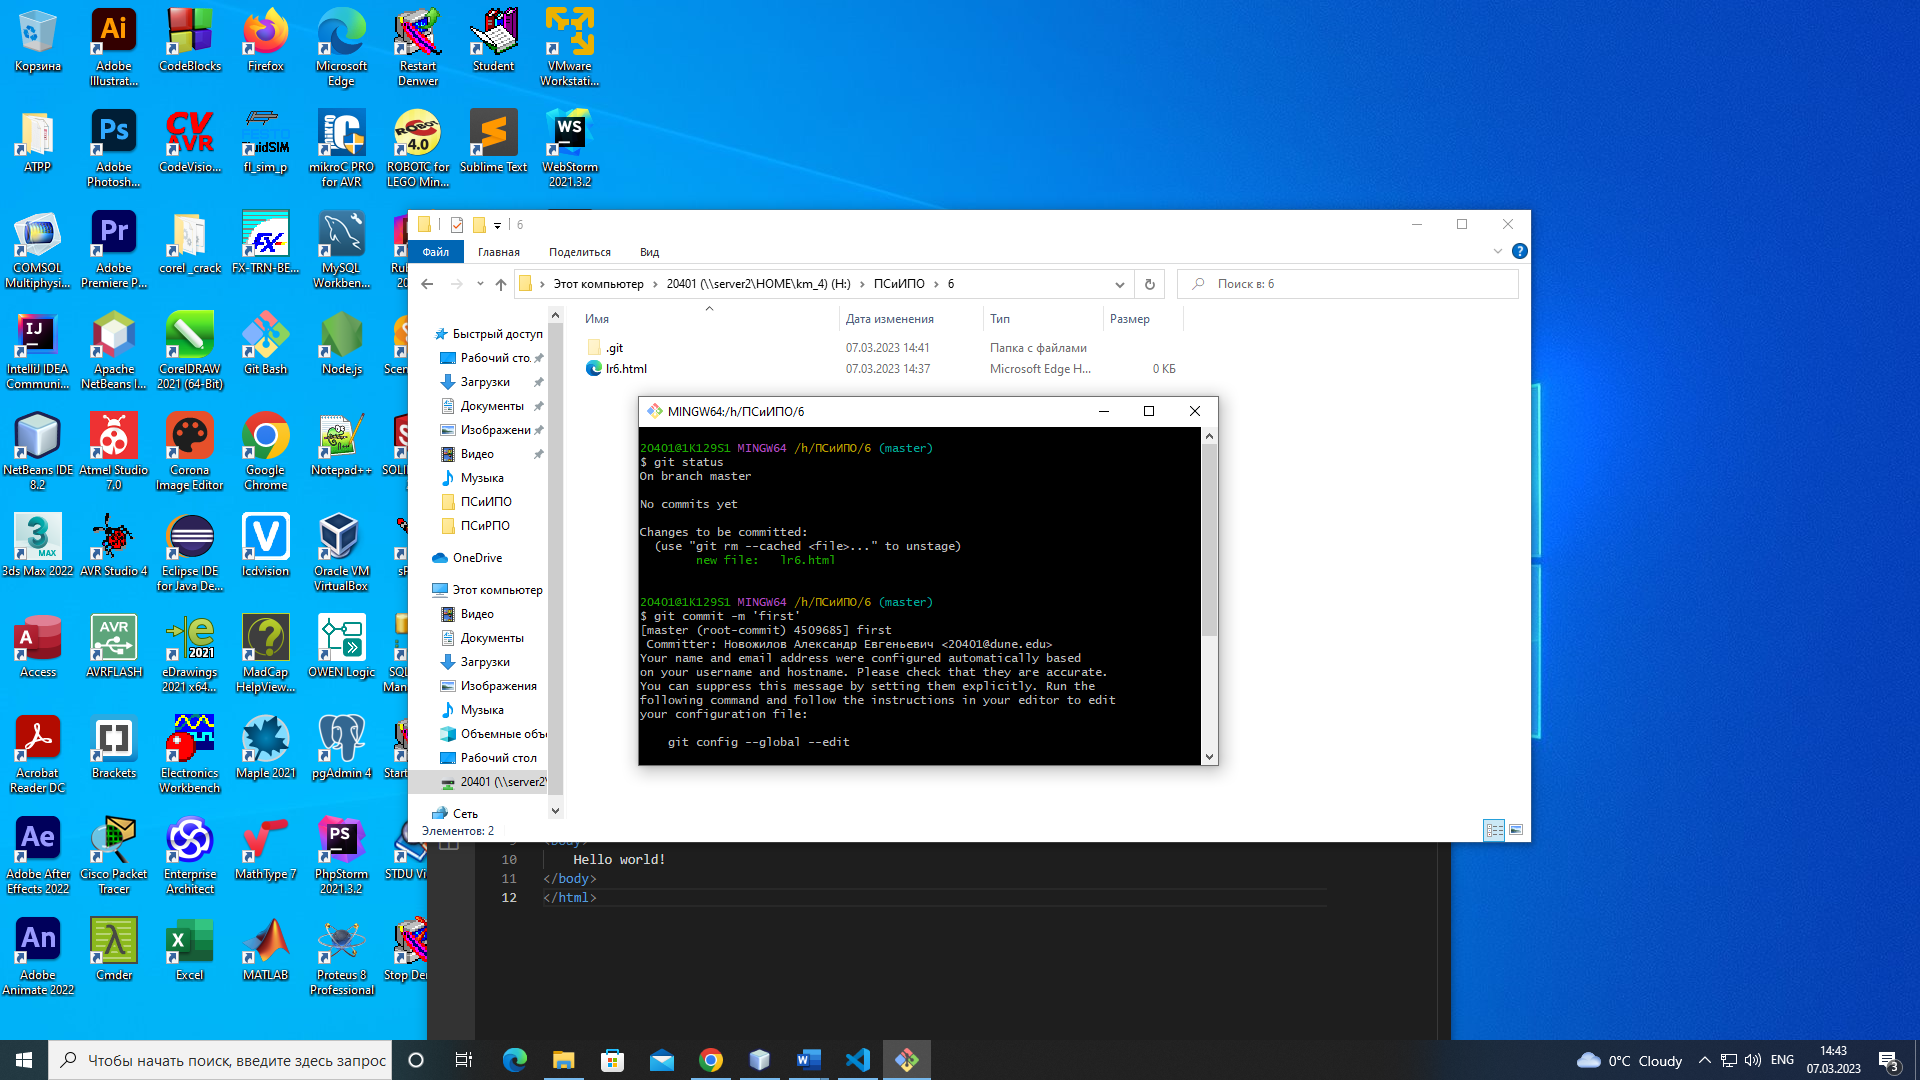 Корзина
Adobe Illustrat...
CodeBlocks
Firefox
Microsoft Edge
Restart Denwer
Student
VMware Workstati...
АТРР
Adobe Photosh...
CodeVisio...
fl_sim_p
mikroC PRO for AVR
ROBOTC for LEGO Min...
Sublime Text
WebStorm 2021.3.2
COMSOL Multiphysi...
Adobe Premiere P...
corel_crack
FX-TRN-BE...
MySQL Workben...
IntelliJ IDEA Communi...
Apache NetBeans I...
CorelDRAW 2021 (64-Bit)
Git Bash
Node.js
NetBeans IDE 8.2
Atmel Studio 7.0
Corona Image Editor
Google Chrome
Notepad++
3ds Max 2022
AVR Studio 4
Eclipse IDE for Java De...
lcdvision
Oracle VM VirtualBox
Access
AVRFLASH
eDrawings 2021 x64...
MadCap HelpView...
OWEN Logic
Acrobat Reader DC
Brackets
Electronics Workbench
Maple 2021
pgAdmin 4
Adobe After Effects 2022
Cisco Packet Tracer
Enterprise Architect
MathType 7
PhpStorm 2021.3.2
Adobe Animate 2022
Cmder
Excel
MATLAB
Proteus 8 Professional
6
Файл Главная Поделиться Вид
Этот компьютер 20401 (\\server2\HOME\km_4) (H:) ПСиИПО 6
Поиск в: 6
Имя Дата изменения Тип Размер
.git 07.03.2023 14:41 Папка с файлами
lr6.html 07.03.2023 14:37 Microsoft Edge H... 0 КБ
Быстрый доступ
Рабочий сто
Загрузки
Документы
Изображени
Видео
Музыка
ПСиИПО
ПСиРПО
OneDrive
Этот компьютер
Видео
Документы
Загрузки
Изображения
Музыка
Объемные объ
Рабочий стол
20401 (\\server2\
Сеть
Элементов: 2
MINGW64:/h/ПСиИПО/6
20401@1K129S1 MINGW64 /h/ПСиИПО/6 (master)
$ git status
On branch master
No commits yet
Changes to be committed:
(use "git rm --cached <file>..." to unstage)
new file: lr6.html
20401@1K129S1 MINGW64 /h/ПСиИПО/6 (master)
$ git commit -m 'first'
[master (root-commit) 4509685] first
Committer: Новожилов Александр Евгеньевич <20401@dune.edu>
Your name and email address were configured automatically based
on your username and hostname. Please check that they are accurate.
You can suppress this message by setting them explicitly. Run the
following command and follow the instructions in your editor to edit
your configuration file:
git config --global --edit
10 Hello world!
11 </body>
12 </html>
Чтобы начать поиск, введите здесь запрос
0°C Cloudy
ENG
14:43
07.03.2023
3